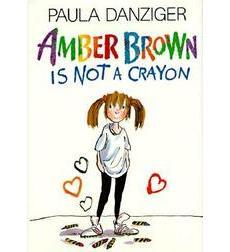 PAULA DANZIGER
AMBER BROWN
IS NOT A CRAYON